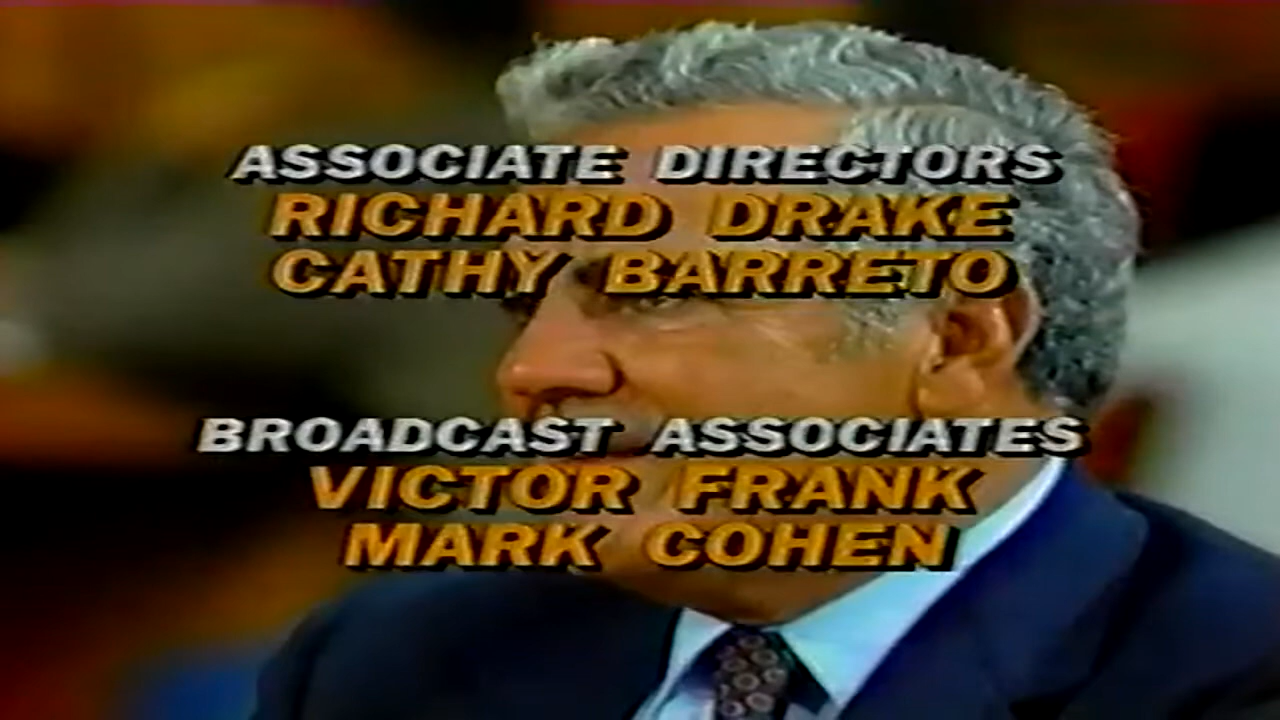 ASSOCIATE DIRECTORS
RICHARD DRAKE
CATHY BARRETO
BROADCAST ASSOCIATES
VICTOR FRANK
MARK COHEN